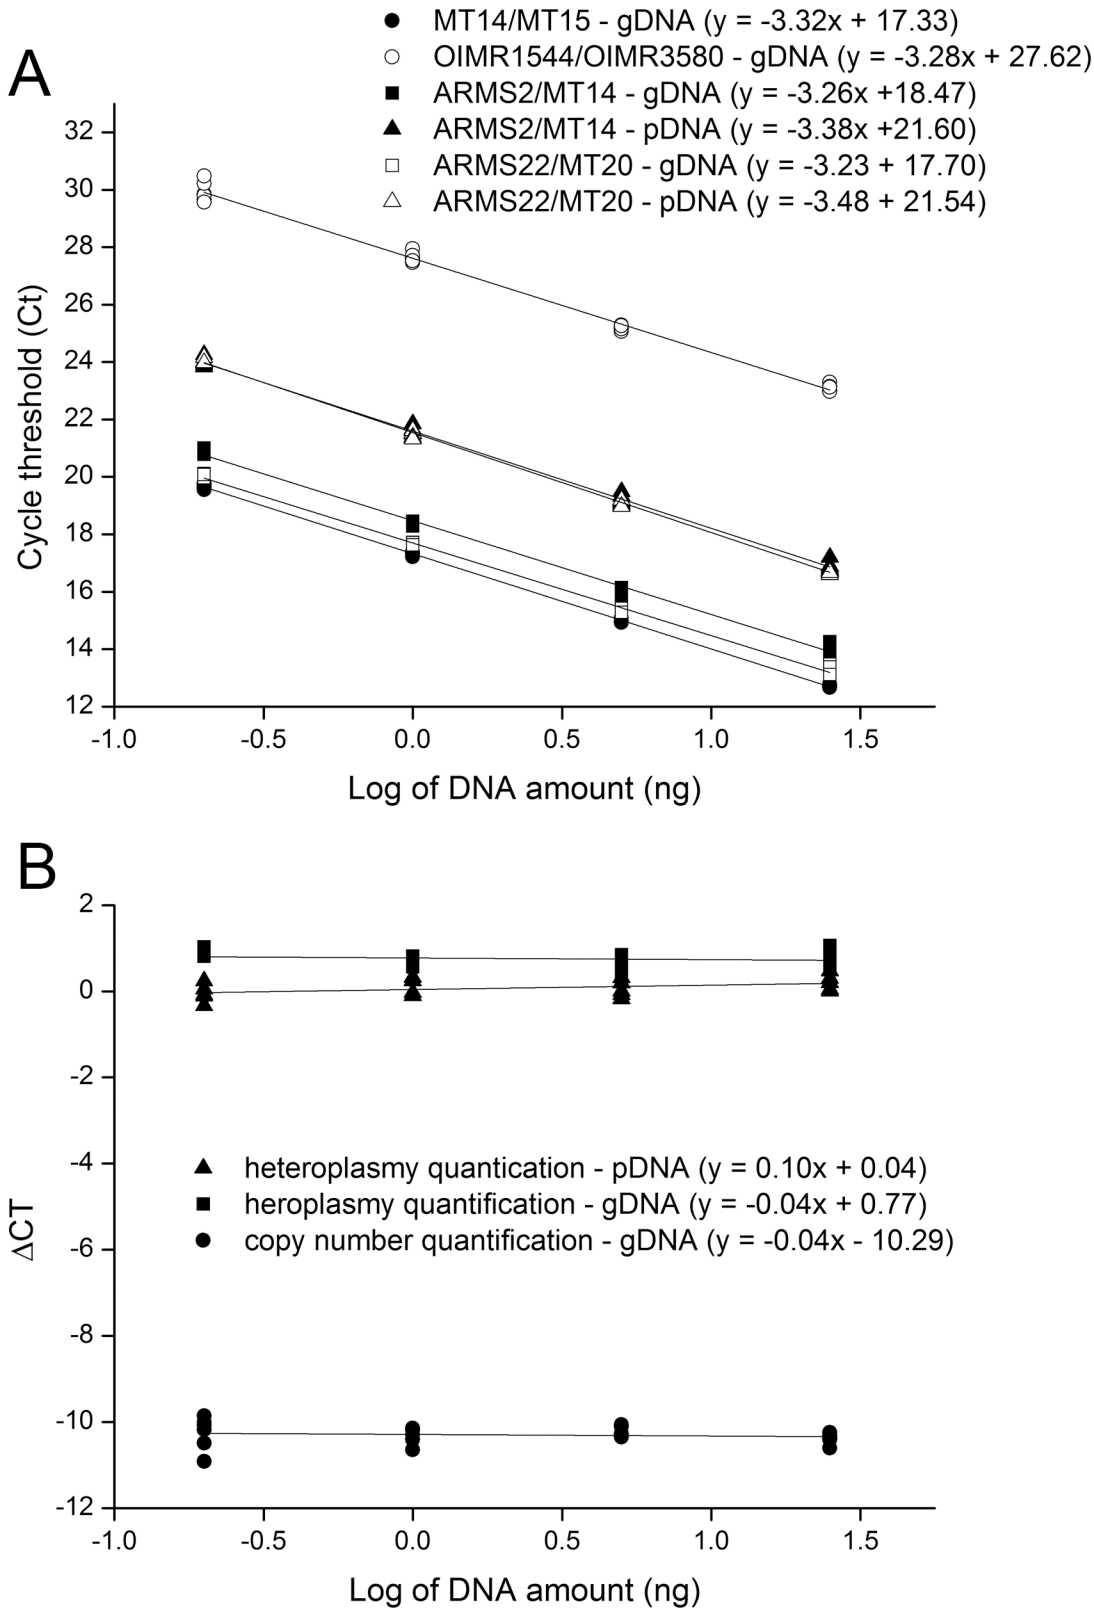 A
MT14/MT15 - gDNA (y = -3.32x + 17.33)
OIMR1544/OIMR3580 - gDNA (y = -3.28x + 27.62)
ARMS2/MT14 - gDNA (y = -3.26x +18.47)
ARMS2/MT14 - pDNA (y = -3.38x +21.60)
ARMS22/MT20 - gDNA (y = -3.23 + 17.70)
ARMS22/MT20 - pDNA (y = -3.48 + 21.54)
Cycle threshold (Ct)
32
30
28
26
24
22
20
18
16
14
12
-1.0 -0.5 0.0 0.5 1.0 1.5
Log of DNA amount (ng)
B
ΔCT
2
0
-2
-4
-6
-8
-10
-12
heteroplasmy quantication - pDNA (y = 0.10x + 0.04)
heroplasmy quantification - gDNA (y = -0.04x + 0.77)
copy number quantification - gDNA (y = -0.04x - 10.29)
-1.0 -0.5 0.0 0.5 1.0 1.5
Log of DNA amount (ng)